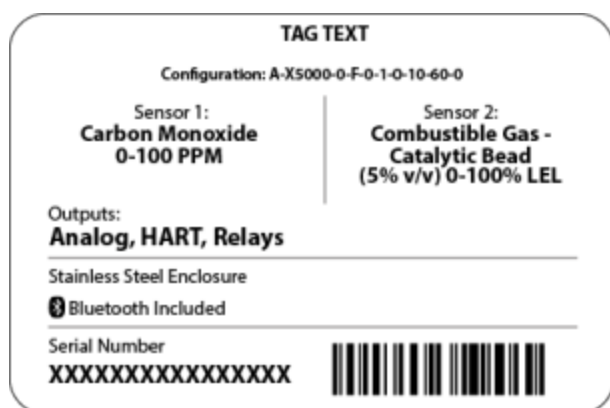 TAG TEXT
Configuration: A-X5000-0-F-0-1-O-10-60-0
Sensor 1:
Carbon Monoxide
0-100 PPM
Sensor 2:
Combustible Gas -
Catalytic Bead
(5% v/v) 0-100% LEL
Outputs:
Analog, HART, Relays
Stainless Steel Enclosure
Bluetooth Included
Serial Number
XXXXXXXXXXXXXXXX